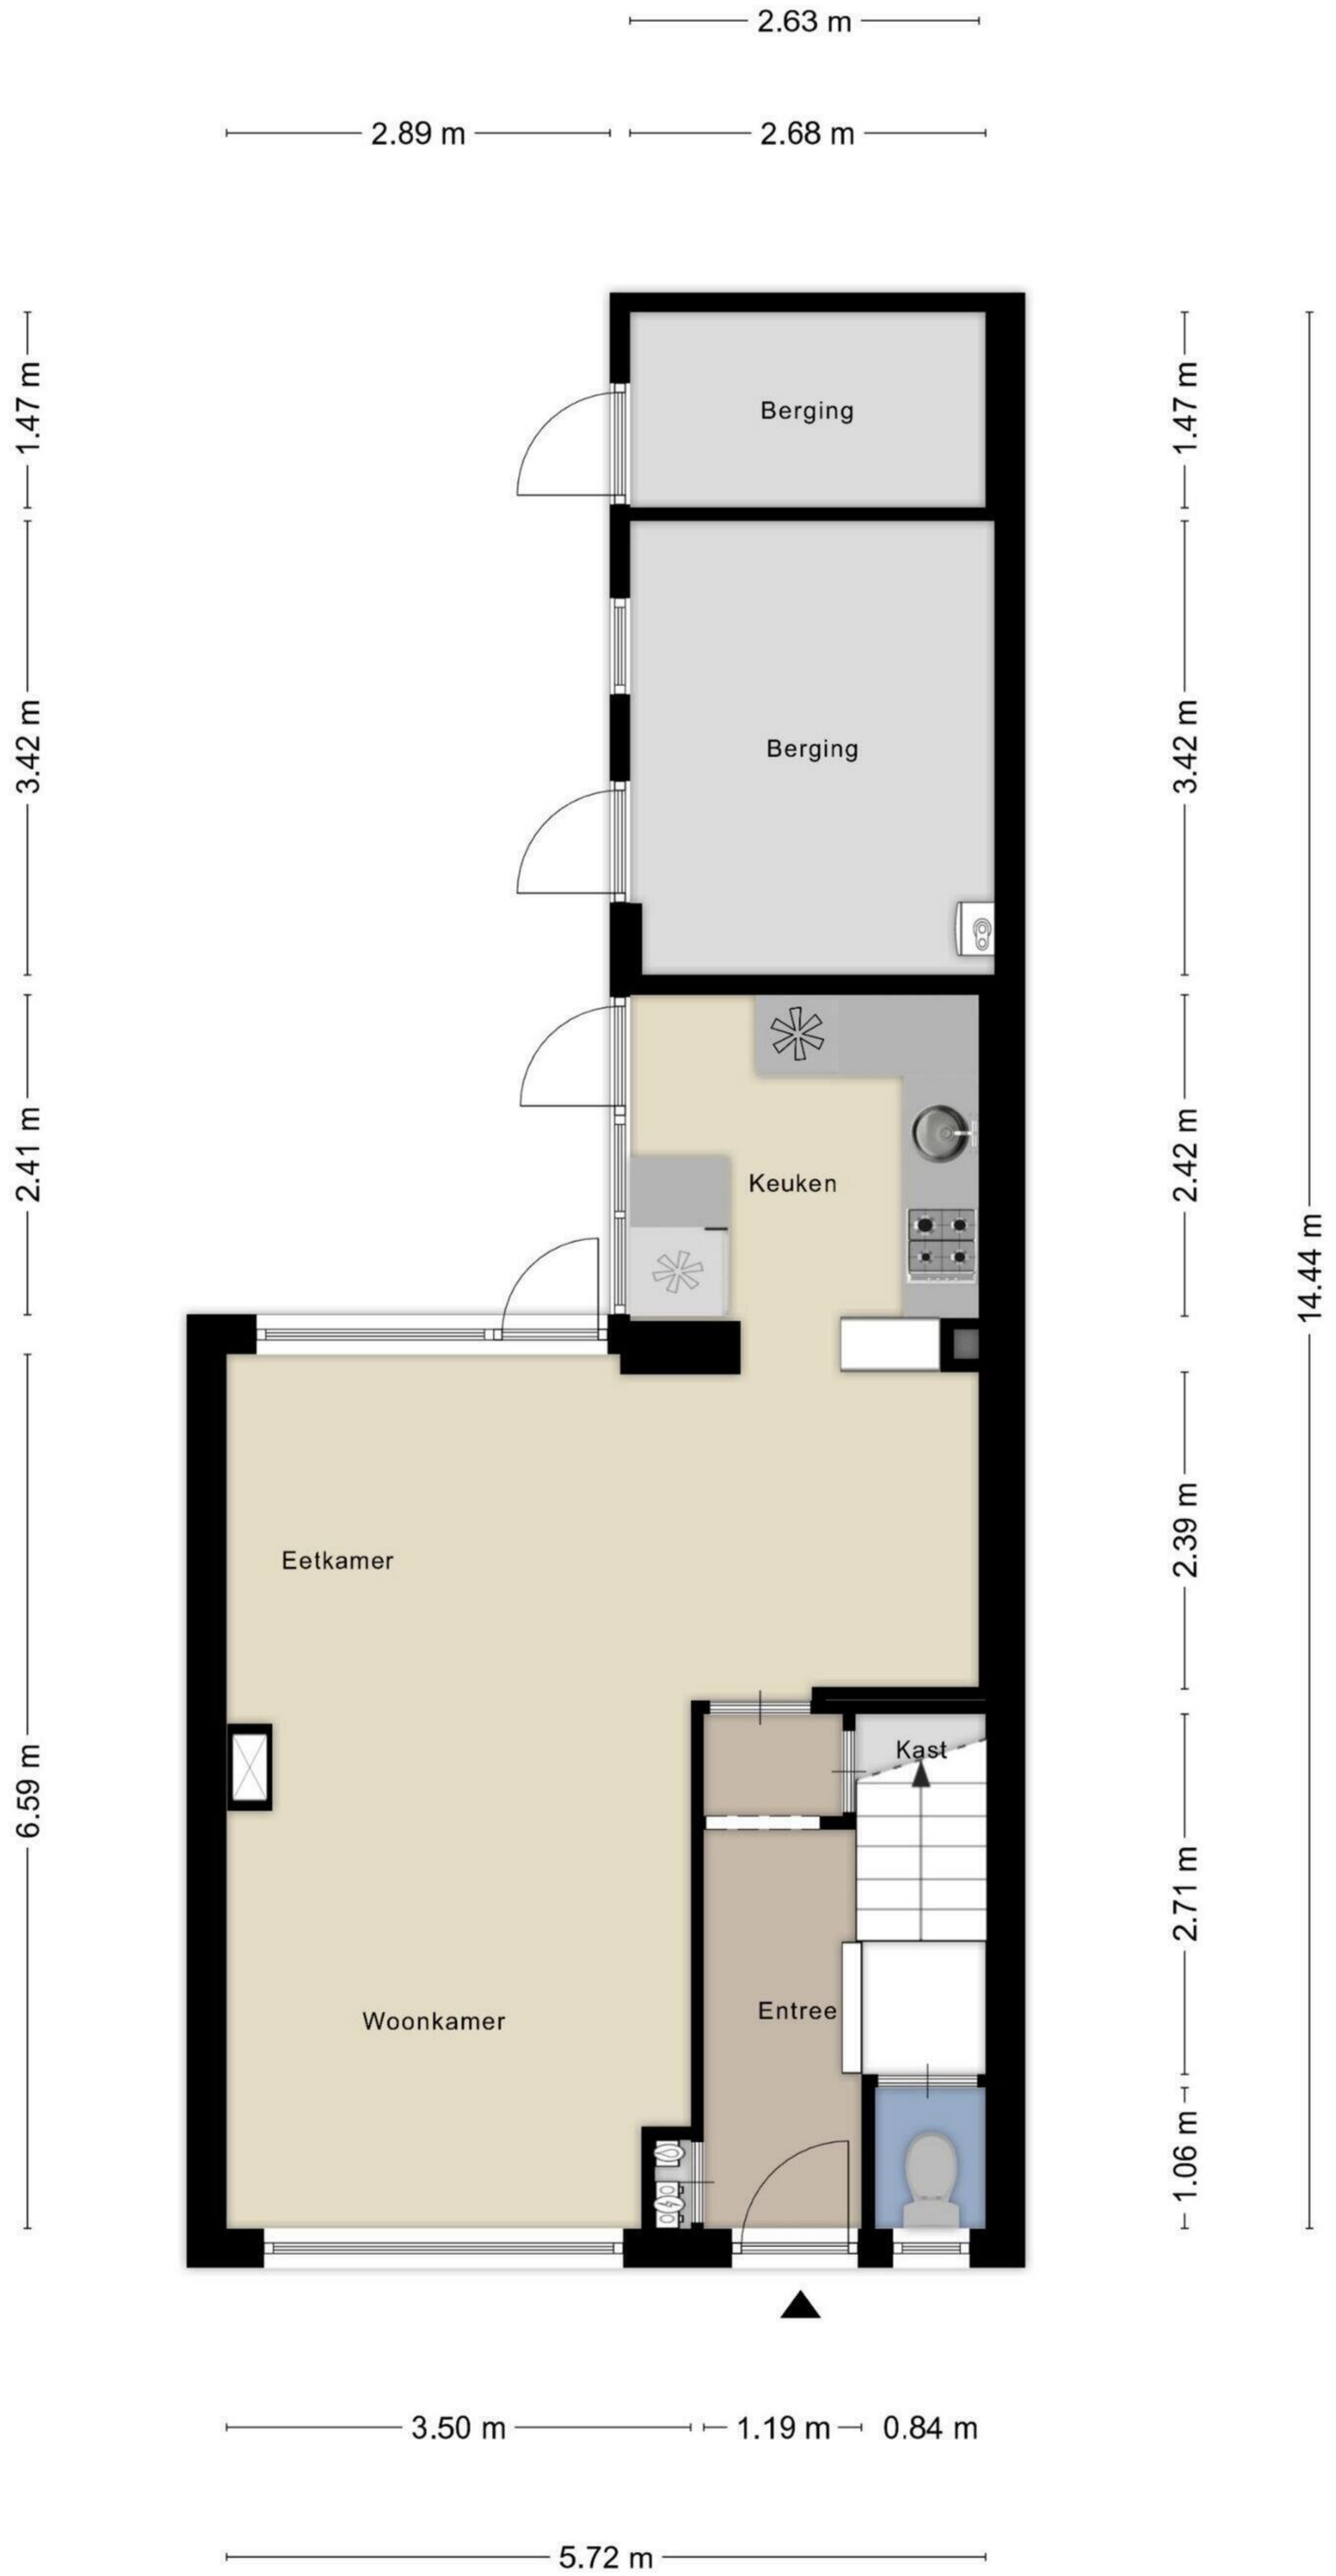 2.63 m
2.89 m
2.68 m
1.47 m
1.47 m
Berging
3.42 m
3.42 m
Berging
2.41 m
2.42 m
Keuken
14.44 m
2.39 m
Eetkamer
Kast
6.59 m
2.71 m
Entree
Woonkamer
1.06 m
3.50 m
1.19 m
0.84 m
5.72 m